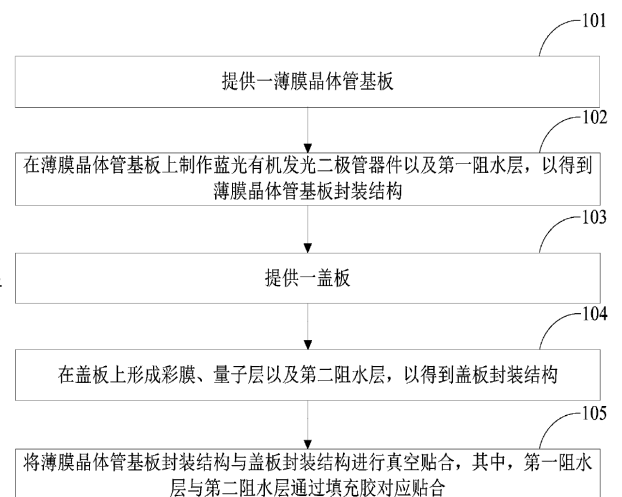 101
提供一薄膜晶体管基板
102
在薄膜晶体管基板上制作蓝光有机发光二极管器件以及第一阻水层，以得到
薄膜晶体管基板封装结构
103
提供一盖板
104
在盖板上形成彩膜、量子层以及第二阻水层，以得到盖板封装结构
105
将薄膜晶体管基板封装结构与盖板封装结构进行真空贴合，其中，第一阻水
层与第二阻水层通过填充胶对应贴合